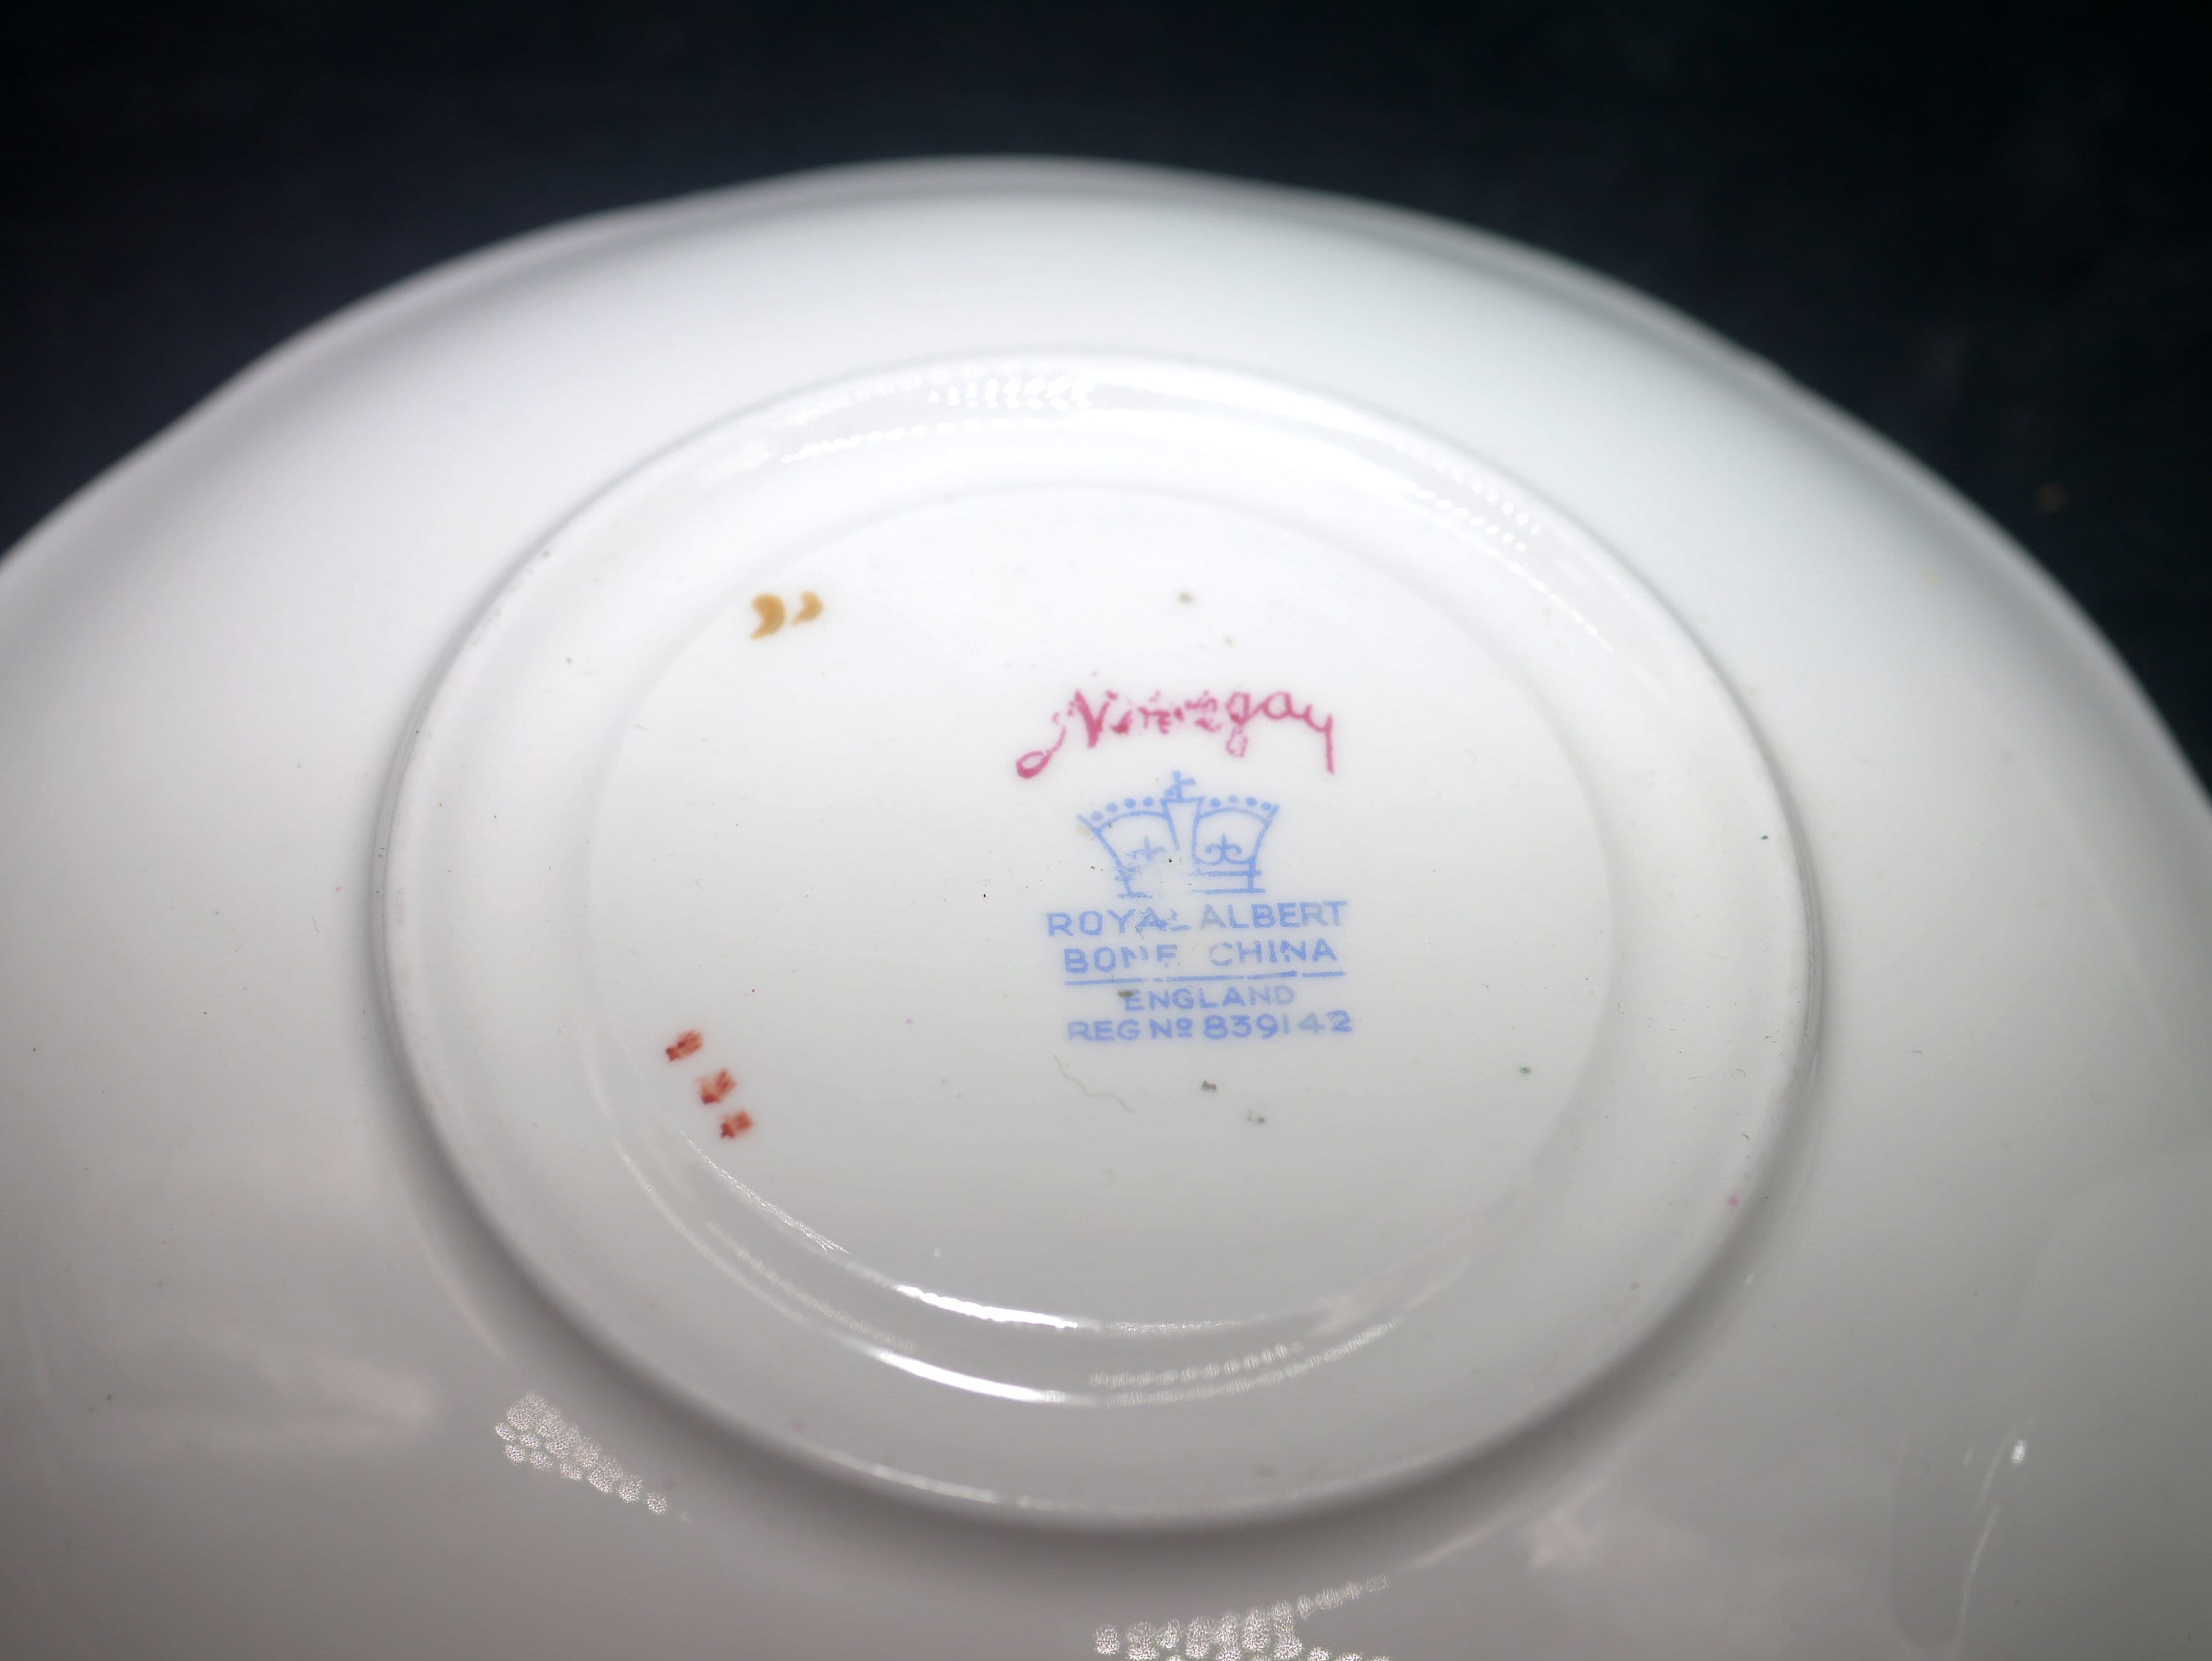 Nosegay
ROYAL ALBERT
BONE CHINA
ENGLAND
REG Nº 839142